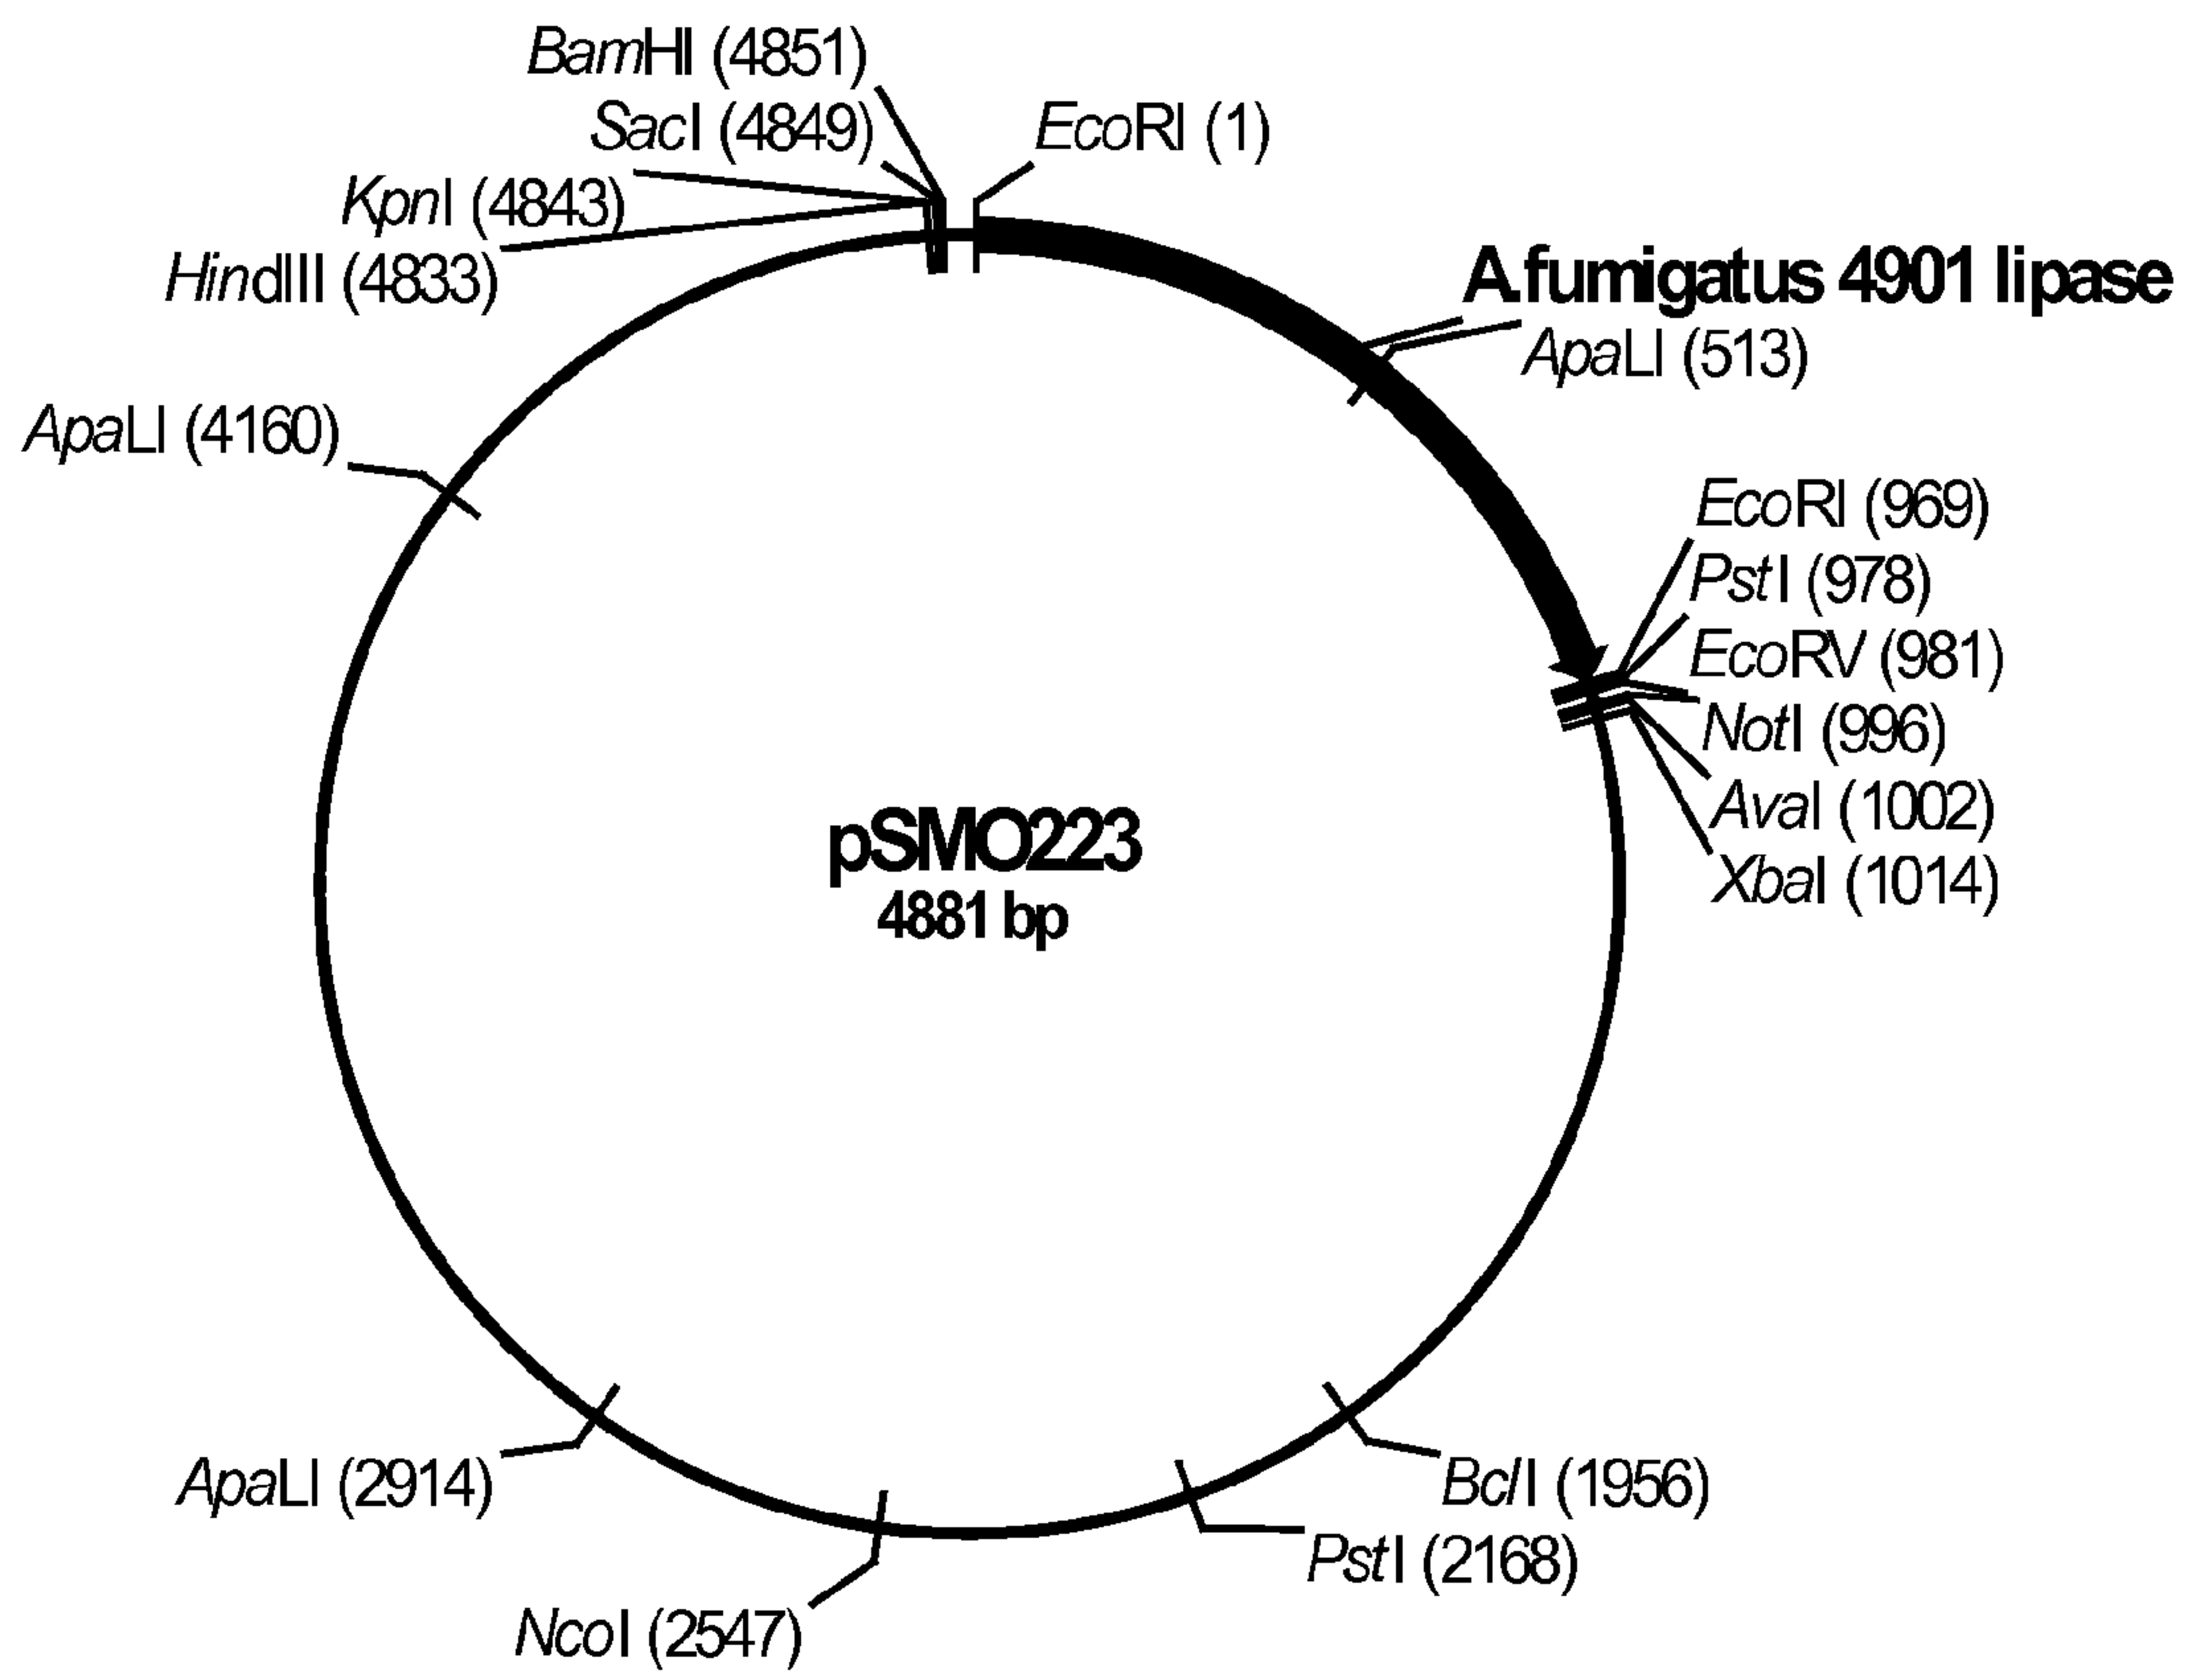 BamHI (4851)
SacI (4849)
EcoRI (1)
KpnI (4843)
HindIII (4833)
A.fumigatus 4901 lipase
ApaLI (513)
ApaLI (4160)
EcoRI (969)
PstI (978)
EcoRV (981)
NotI (996)
AvaI (1002)
XbaI (1014)
pSMO223
4881 bp
ApaLI (2914)
BclI (1956)
PstI (2168)
NcoI (2547)